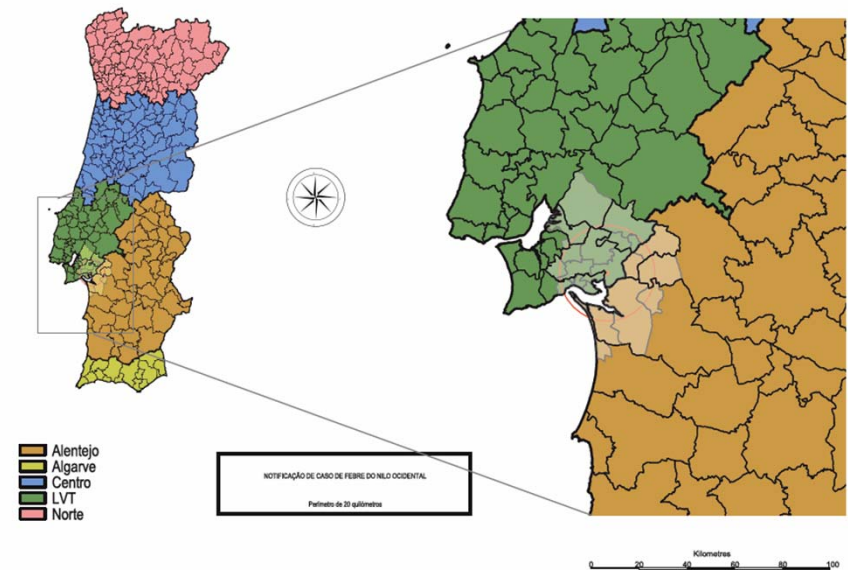 Alentejo
Algarve
Centro
LVT
Norte
NOTIFICAÇÃO DE CASO DE FEBRE DO NILO OCIDENTAL
Perímetro de 20 quilómetros
Kilometres
0 20 40 60 80 100